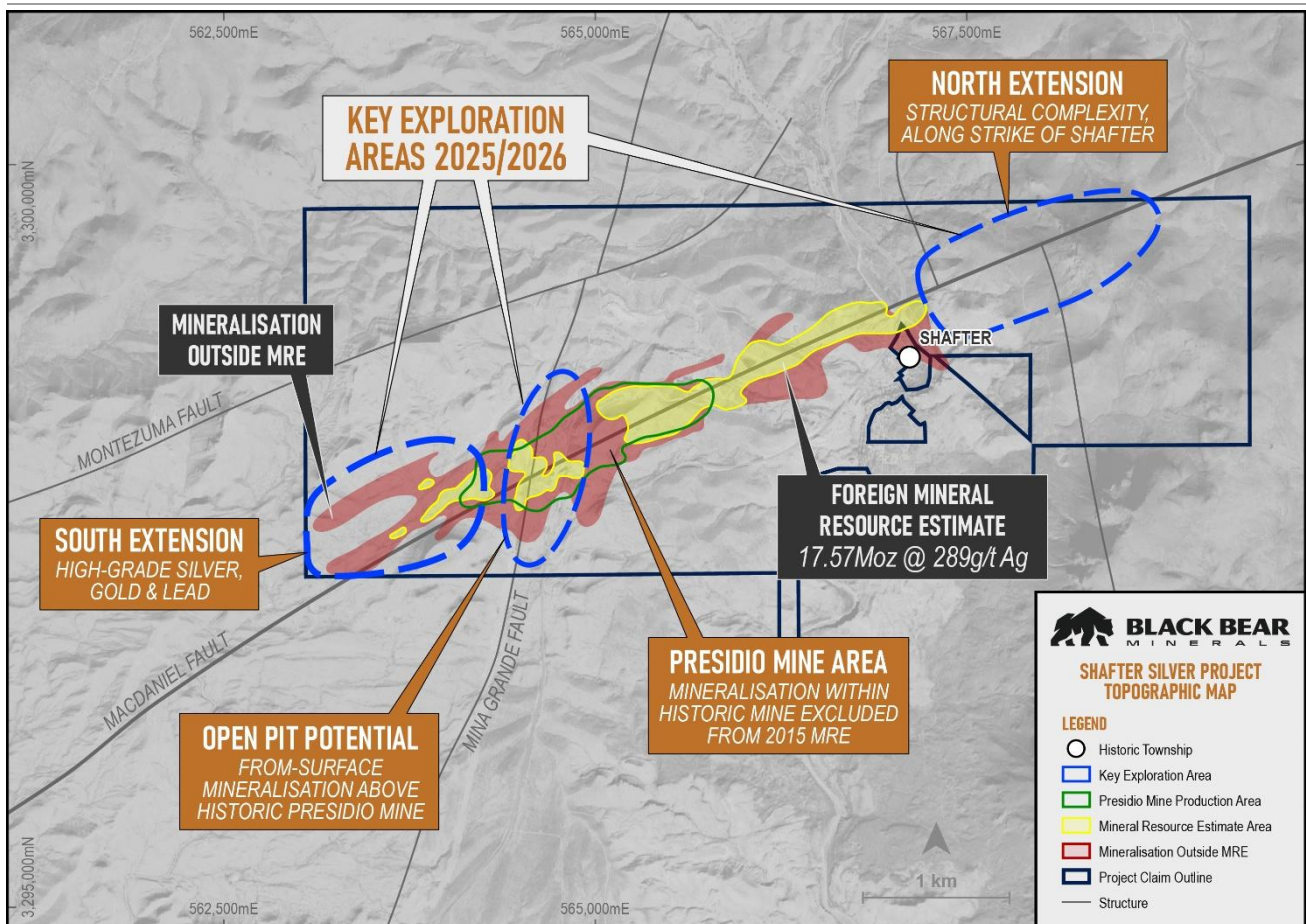 562,500mE
565,000mE
567,500mE
3,300,000mN
3,295,000mN
562,500mE
565,000mE
KEY EXPLORATION
AREAS 2025/2026
NORTH EXTENSION
STRUCTURAL COMPLEXITY,
ALONG STRIKE OF SHAFTER
MINERALISATION
OUTSIDE MRE
SHAFTER
MONTEZUMA FAULT
SOUTH EXTENSION
HIGH-GRADE SILVER,
GOLD & LEAD
FOREIGN MINERAL
RESOURCE ESTIMATE
17.57Moz @ 289g/t Ag
MACDANIEL FAULT
MINA GRANDE FAULT
OPEN PIT POTENTIAL
FROM-SURFACE
MINERALISATION ABOVE
HISTORIC PRESIDIO MINE
PRESIDIO MINE AREA
MINERALISATION WITHIN
HISTORIC MINE EXCLUDED
FROM 2015 MRE
1 km
BLACK BEAR
MINERALS
SHAFTER SILVER PROJECT
TOPOGRAPHIC MAP
LEGEND
Historic Township
Key Exploration Area
Presidio Mine Production Area
Mineral Resource Estimate Area
Mineralisation Outside MRE
Project Claim Outline
Structure